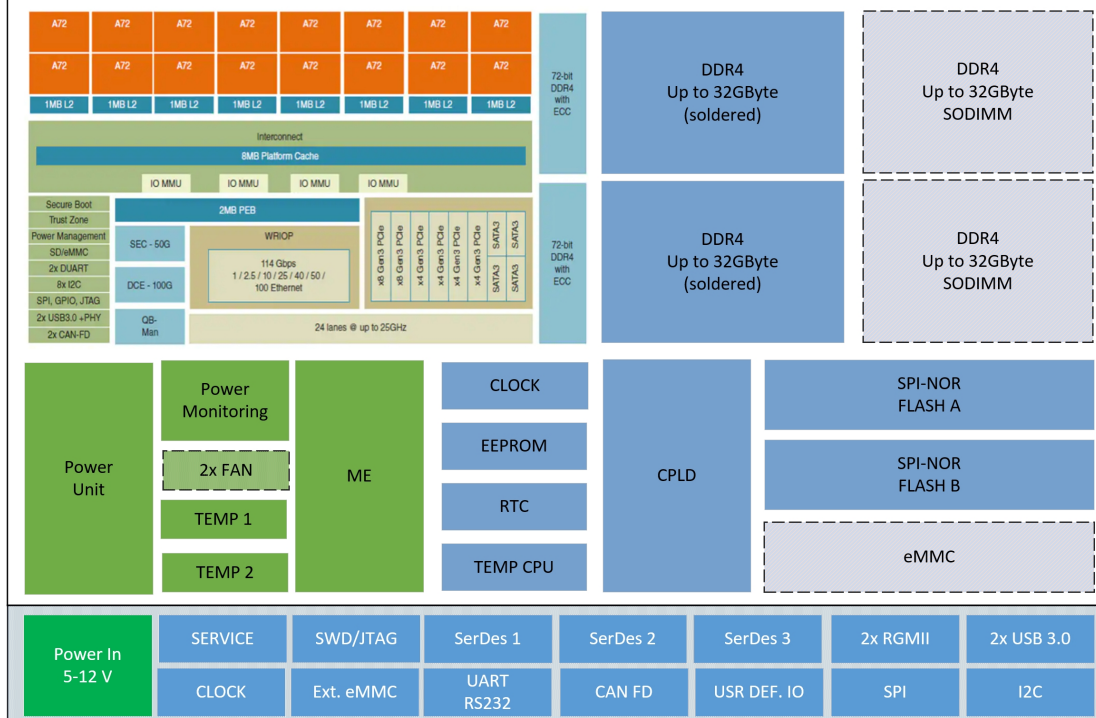 A72 A72 A72 A72 A72 A72 A72 A72
A72 A72 A72 A72 A72 A72 A72 A72
1MB L2 1MB L2 1MB L2 1MB L2 1MB L2 1MB L2 1MB L2 1MB L2
Interconnect
8MB Platform Cache
IO MMU IO MMU IO MMU IO MMU
72-bit
DDR4
with
ECC
72-bit
DDR4
with
ECC
Secure Boot
Trust Zone
Power Management
SD/eMMC
2x DUART
8x I2C
SPI, GPIO, JTAG
2x USB3.0 +PHY
2x CAN-FD
2MB PEB
SEC - 50G
DCE - 100G
QB-
Man
WRIOP
114 Gbps
1 / 2.5 / 10 / 25 / 40 / 50 /
100 Ethernet
x8 Gen3 PCIe
x8 Gen3 PCIe
x4 Gen3 PCIe
x4 Gen3 PCIe
x4 Gen3 PCIe
x4 Gen3 PCIe
SATA3 SATA3
SATA3 SATA3
24 lanes @ up to 25GHz
DDR4
Up to 32GByte
(soldered)
DDR4
Up to 32GByte
SODIMM
DDR4
Up to 32GByte
(soldered)
DDR4
Up to 32GByte
SODIMM
Power
Unit
Power
Monitoring
2x FAN
TEMP 1
TEMP 2
ME
CLOCK
EEPROM
RTC
TEMP CPU
CPLD
SPI-NOR
FLASH A
SPI-NOR
FLASH B
eMMC
Power In
5-12 V
SERVICE
SWD/JTAG
SerDes 1
SerDes 2
SerDes 3
2x RGMII
2x USB 3.0
CLOCK
Ext. eMMC
UART
RS232
CAN FD
USR DEF. IO
SPI
I2C